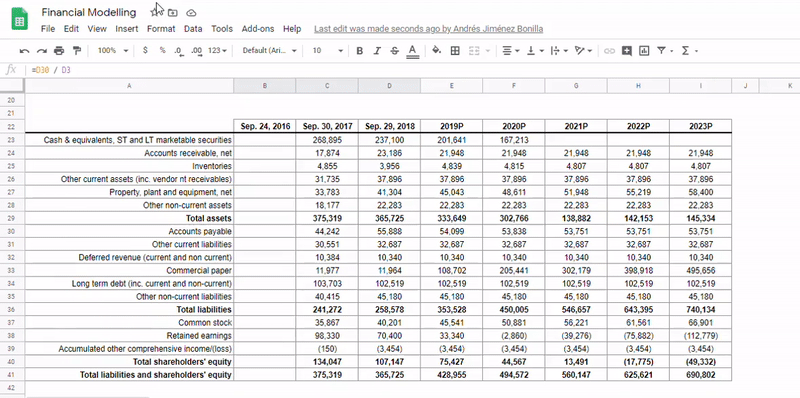 Financial Modelling
File Edit View Insert Format Data Tools Add-ons Help Last edit was made seconds ago by Andrés Jiménez Bonilla
100% $ % .0 .00 123 Default (Ari... 10 B I S A
fx =D30 / D3
A B C D E F G H I J K
20
21
22 Sep. 24, 2016 Sep. 30, 2017 Sep. 29, 2018 2019P 2020P 2021P 2022P 2023P
23 Cash & equivalents, ST and LT marketable securities 268,895 237,100 201,641 167,213
24 Accounts receivable, net 17,874 23,186 21,948 21,948 21,948 21,948 21,948
25 Inventories 4,855 3,956 4,839 4,815 4,807 4,807 4,807
26 Other current assets (inc. vendor nt receivables) 31,735 37,896 37,896 37,896 37,896 37,896 37,896
27 Property, plant and equipment, net 33,783 41,304 45,043 48,611 51,948 55,219 58,400
28 Other non-current assets 18,177 22,283 22,283 22,283 22,283 22,283 22,283
29 Total assets 375,319 365,725 333,649 302,766 138,882 142,153 145,334
30 Accounts payable 44,242 55,888 54,099 53,838 53,751 53,751 53,751
31 Other current liabilities 30,551 32,687 32,687 32,687 32,687 32,687 32,687
32 Deferred revenue (current and non current) 10,384 10,340 10,340 10,340 10,340 10,340 10,340
33 Commercial paper 11,977 11,964 108,702 205,441 302,179 398,918 495,656
34 Long term debt (inc. current and non-current) 103,703 102,519 102,519 102,519 102,519 102,519 102,519
35 Other non-current liabilities 40,415 45,180 45,180 45,180 45,180 45,180 45,180
36 Total liabilities 241,272 258,578 353,528 450,005 546,657 643,395 740,134
37 Common stock 35,867 40,201 45,541 50,881 56,221 61,561 66,901
38 Retained earnings 98,330 70,400 33,340 (2,860) (39,276) (75,882) (112,779)
39 Accumulated other comprehensive income/(loss) (150) (3,454) (3,454) (3,454) (3,454) (3,454) (3,454)
40 Total shareholders' equity 134,047 107,147 75,427 44,567 13,491 (17,775) (49,332)
41 Total liabilities and shareholders' equity 375,319 365,725 428,955 494,572 560,147 625,621 690,802
42